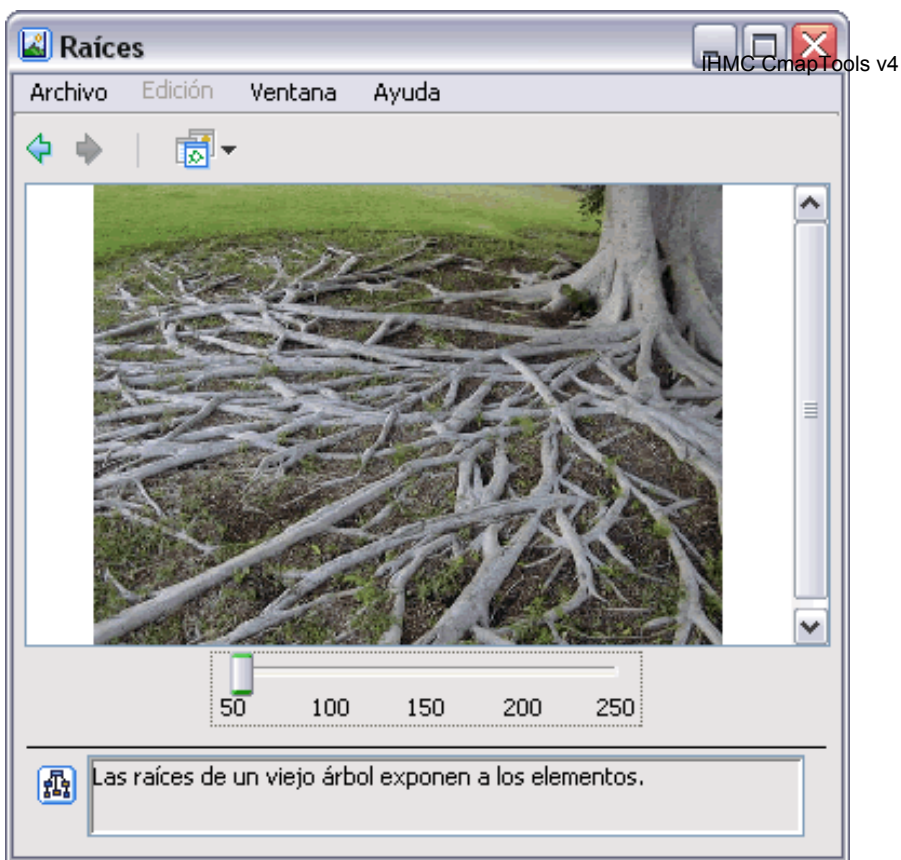 Raíces
IHMC CmapTools v4
Archivo Edición Ventana Ayuda
50 100 150 200 250
Las raíces de un viejo árbol exponen a los elementos.